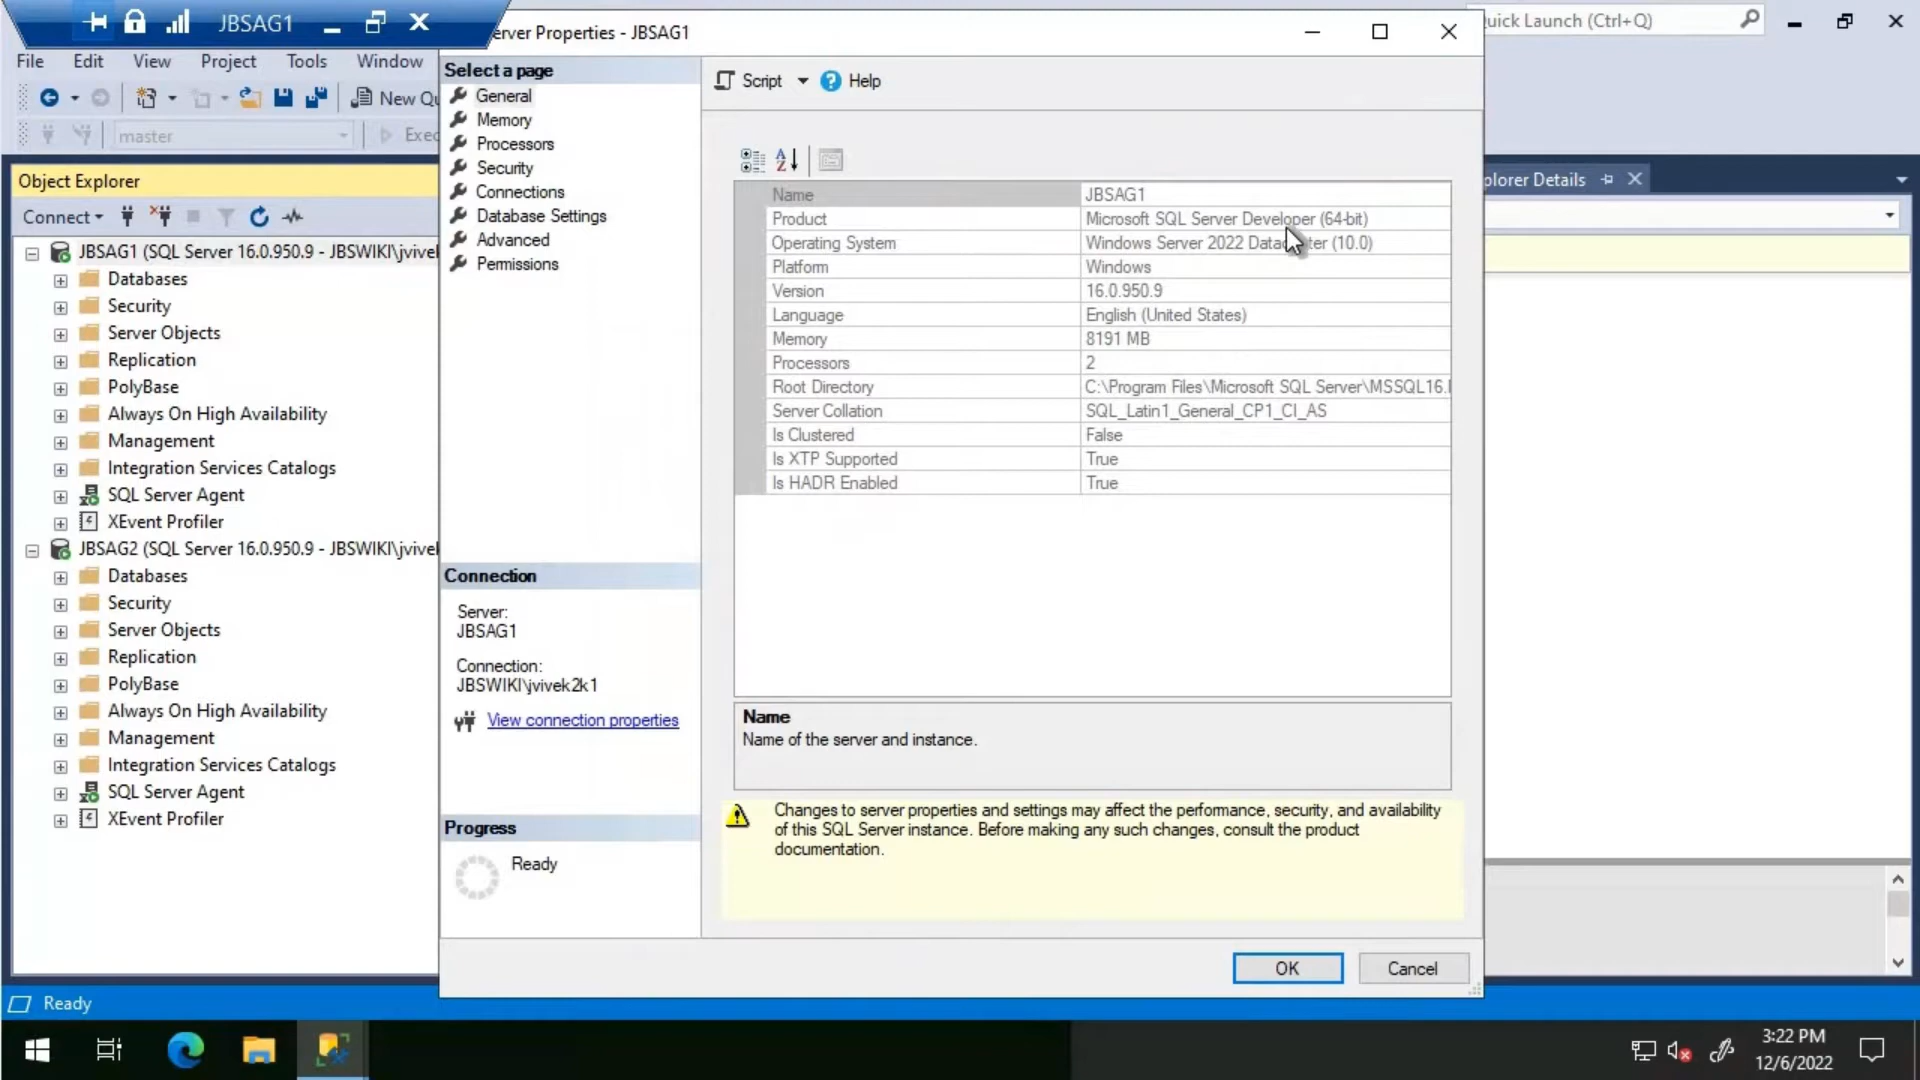 JBSAG1
erver Properties - JBSAG1
uick Launch (Ctrl+Q)
File Edit View Project Tools Window
New Qu
master
Exec
Select a page
General
Memory
Processors
Security
Connections
Database Settings
Advanced
Permissions
Script
Help
Object Explorer
Connect
JBSAG1 (SQL Server 16.0.950.9 - JBSWIKI\jvivek
Databases
Security
Server Objects
Replication
PolyBase
Always On High Availability
Management
Integration Services Catalogs
SQL Server Agent
XEvent Profiler
JBSAG2 (SQL Server 16.0.950.9 - JBSWIKI\jvivek
Databases
Security
Server Objects
Replication
PolyBase
Always On High Availability
Management
Integration Services Catalogs
SQL Server Agent
XEvent Profiler
Name JBSAG1
Product Microsoft SQL Server Developer (64-bit)
Operating System Windows Server 2022 Datacenter (10.0)
Platform Windows
Version 16.0.950.9
Language English (United States)
Memory 8191 MB
Processors 2
Root Directory C:\Program Files\Microsoft SQL Server\MSSQL16.
Server Collation SQL_Latin1_General_CP1_CI_AS
Is Clustered False
Is XTP Supported True
Is HADR Enabled True
plorer Details
Connection
Server:
JBSAG1
Connection:
JBSWIKI\jvivek2k1
View connection properties
Progress
Ready
Name
Name of the server and instance.
Changes to server properties and settings may affect the performance, security, and availability
of this SQL Server instance. Before making any such changes, consult the product
documentation.
OK
Cancel
Ready
3:22 PM
12/6/2022